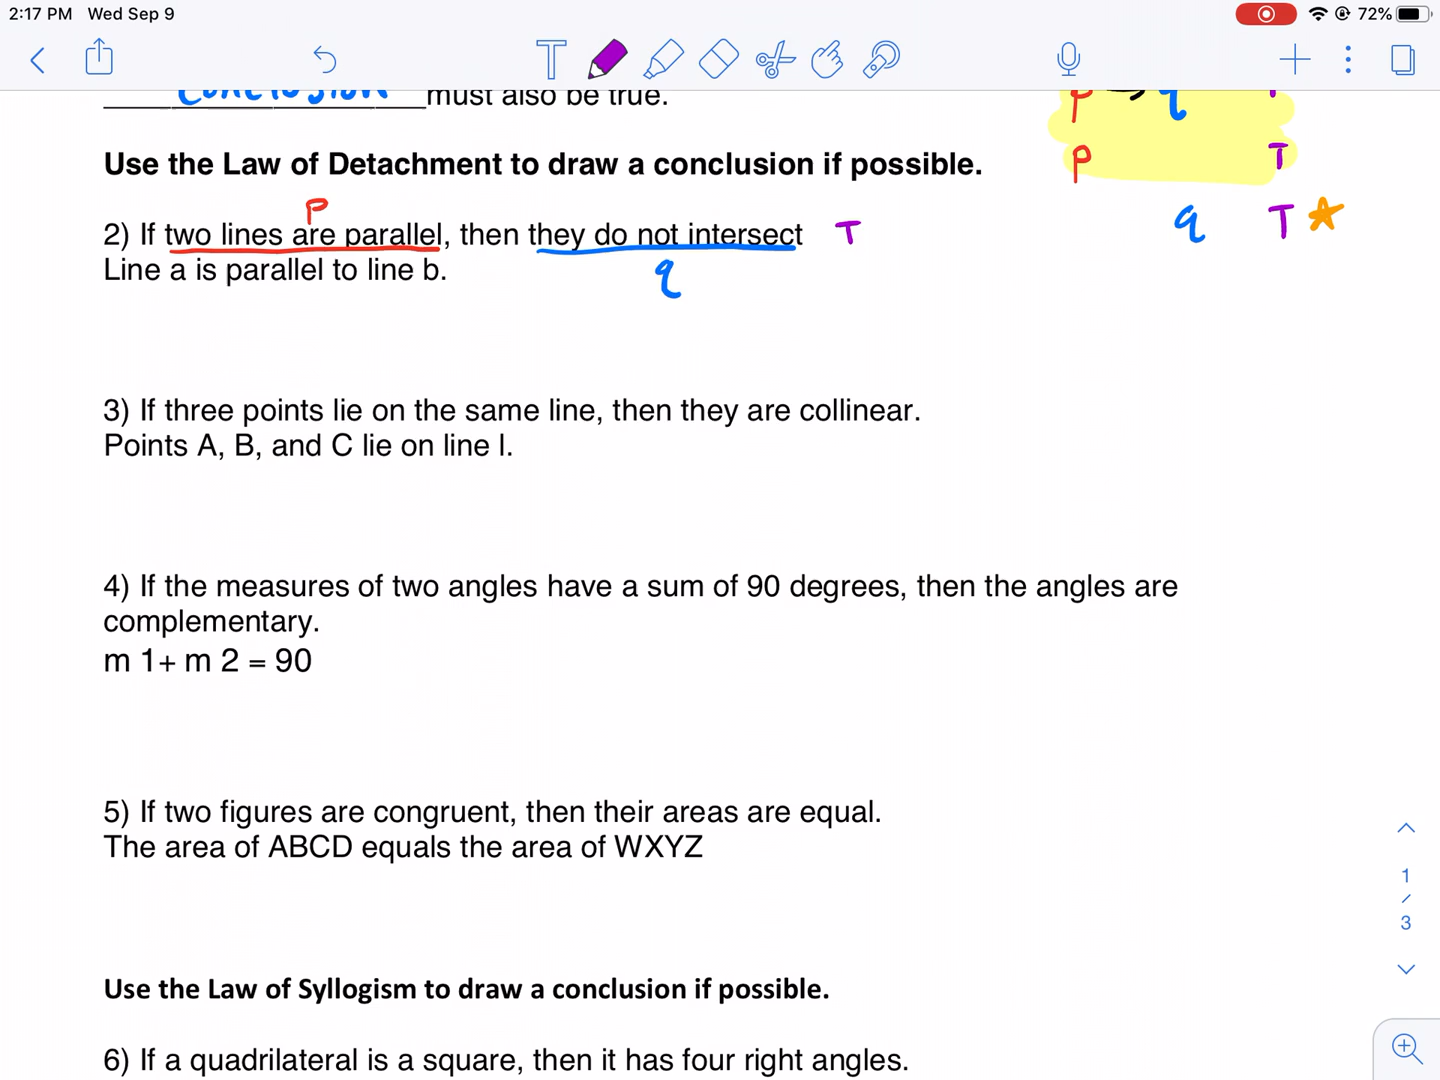 2:17 PM Wed Sep 9 72%
conclusion must also be true.
p → q T
Use the Law of Detachment to draw a conclusion if possible.
p T
P
2) If two lines are parallel, then they do not intersect T
q T
Line a is parallel to line b.
q
3) If three points lie on the same line, then they are collinear.
Points A, B, and C lie on line l.
4) If the measures of two angles have a sum of 90 degrees, then the angles are
complementary.
m 1+ m 2 = 90
5) If two figures are congruent, then their areas are equal.
The area of ABCD equals the area of WXYZ
1
/
3
Use the Law of Syllogism to draw a conclusion if possible.
6) If a quadrilateral is a square, then it has four right angles.